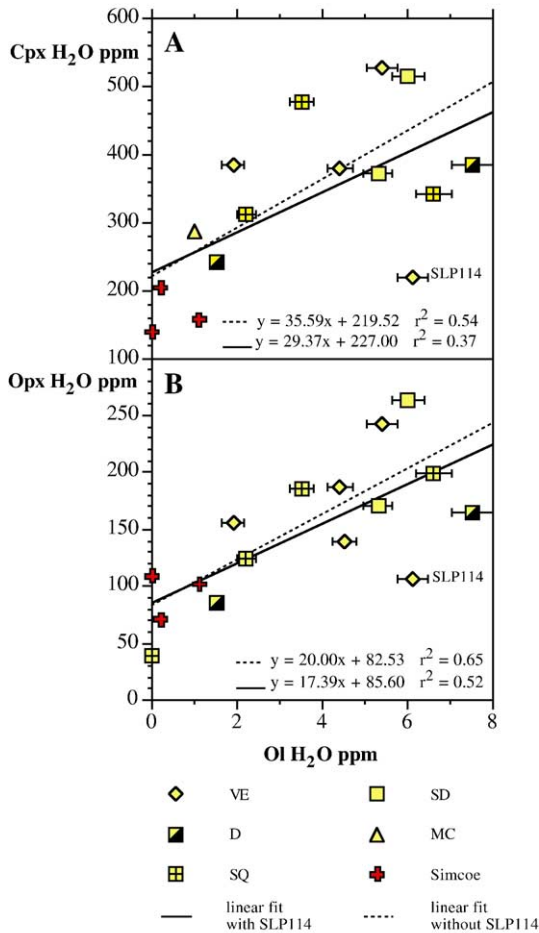 600
A
Cpx H2O ppm
500
400
300
SLP114
200
y = 35.59x + 219.52 r2 = 0.54
y = 29.37x + 227.00 r2 = 0.37
100
Opx H2O ppm
B
250
200
150
SLP114
100
50
y = 20.00x + 82.53 r2 = 0.65
y = 17.39x + 85.60 r2 = 0.52
0
0 2 4 6 8
Ol H2O ppm
VE SD
D MC
SQ Simcoe
linear fit with SLP114
linear fit without SLP114